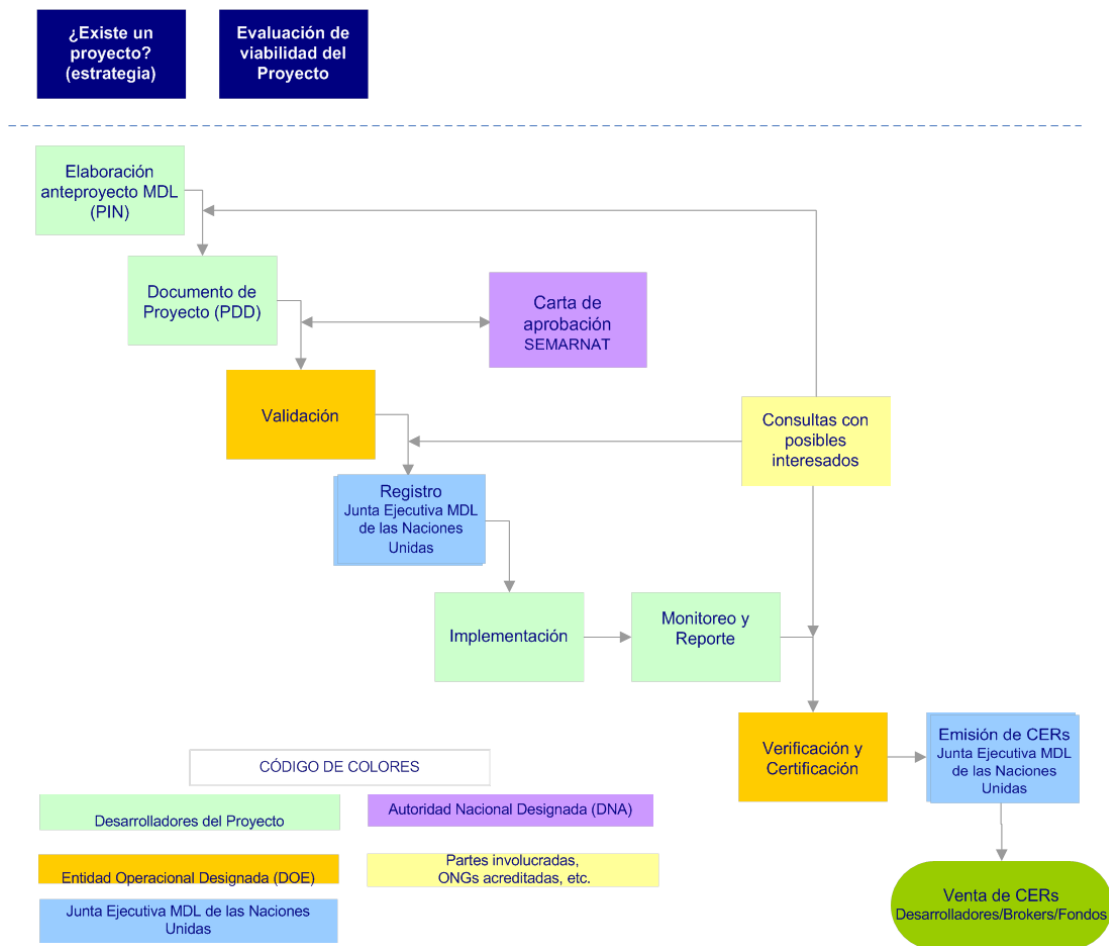 ¿Existe un
proyecto?
(estrategia)
Evaluación de
viabilidad del
Proyecto
Elaboración
anteproyecto MDL
(PIN)
Documento de
Proyecto (PDD)
Carta de
aprobación
SEMARNAT
Validación
Consultas con
posibles
interesados
Registro
Junta Ejecutiva MDL
de las Naciones
Unidas
Implementación
Monitoreo y
Reporte
Verificación y
Certificación
Emisión de CERs
Junta Ejecutiva MDL
de las Naciones
Unidas
Venta de CERs
Desarrolladores/Brokers/Fondos
CÓDIGO DE COLORES
Desarrolladores del Proyecto
Autoridad Nacional Designada (DNA)
Entidad Operacional Designada (DOE)
Partes involucradas,
ONGs acreditadas, etc.
Junta Ejecutiva MDL de las Naciones
Unidas